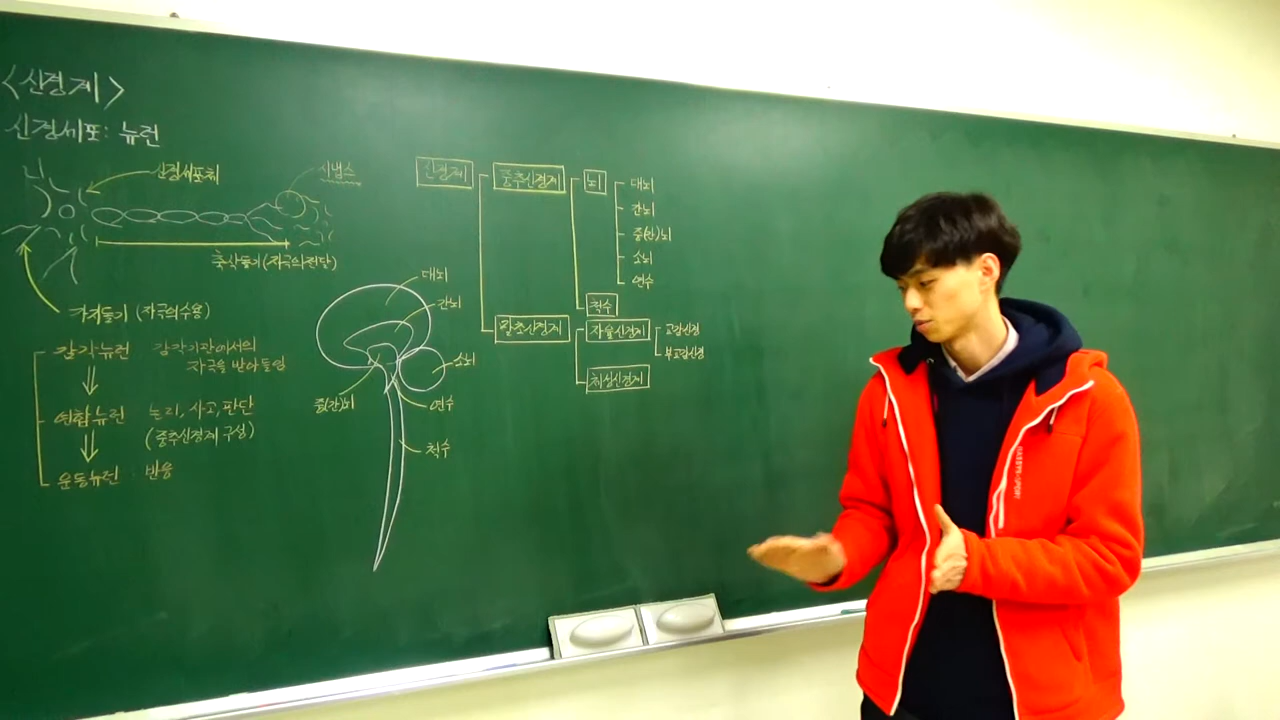 <신경계>
신경세포: 뉴런
신경세포체
시냅스
축삭돌기(자극의 전달)
가지돌기 (자극의 수용)
감각뉴런 감각기관에서의
자극을 받아들임
연합뉴런 논리, 사고, 판단
(중추신경계 구성)
운동뉴런 반응
대뇌
간뇌
소뇌
중(간)뇌
연수
척수
신경계
중추신경계
뇌
대뇌
간뇌
중(간)뇌
소뇌
연수
척수
말초신경계
자율신경계
교감신경
부교감신경
체성신경계